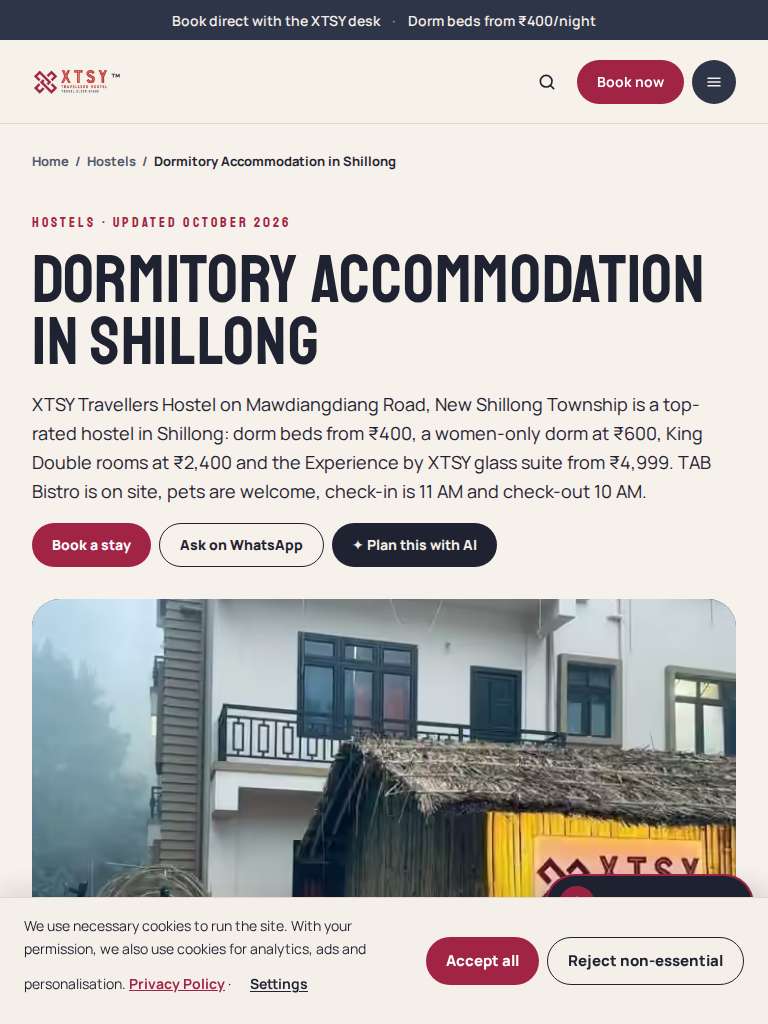 Book direct with the XTSY desk · Dorm beds from ₹400/night
XTSY™
TRAVELLERS HOSTEL
Book now
Home / Hostels / Dormitory Accommodation in Shillong
HOSTELS · UPDATED OCTOBER 2026
DORMITORY ACCOMMODATION
IN SHILLONG
XTSY Travellers Hostel on Mawdiangdiang Road, New Shillong Township is a top-
rated hostel in Shillong: dorm beds from ₹400, a women-only dorm at ₹600, King
Double rooms at ₹2,400 and the Experience by XTSY glass suite from ₹4,999. TAB
Bistro is on site, pets are welcome, check-in is 11 AM and check-out 10 AM.
Book a stay
Ask on WhatsApp
✦ Plan this with AI
XTSY
We use necessary cookies to run the site. With your
permission, we also use cookies for analytics, ads and
personalisation. Privacy Policy · Settings
Accept all
Reject non-essential